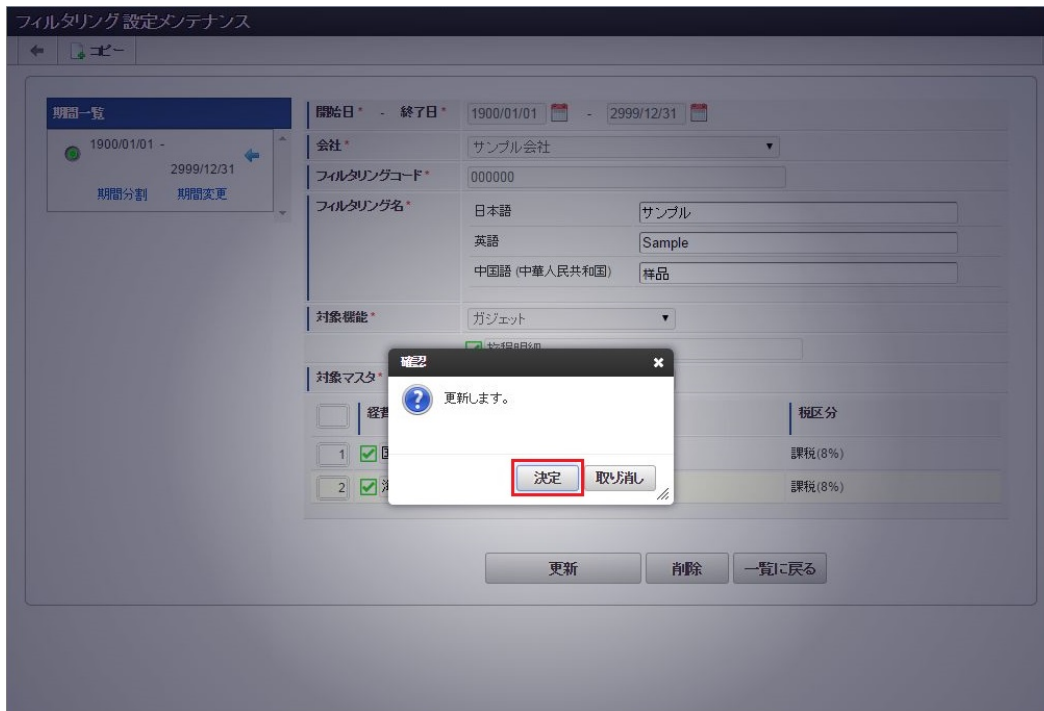 フィルタリング設定メンテナンス
コピー
期間一覧
1900/01/01 -
2999/12/31
期間分割 期間変更
開始日* - 終了日* 1900/01/01 - 2999/12/31
会社* サンプル会社
フィルタリングコード* 000000
フィルタリング名* 日本語 サンプル
英語 Sample
中国語 (中華人民共和国) 样品
対象機能* ガジェット
対象マスタ*
税区分
1 課税(8%)
2 課税(8%)
確認
更新します。
決定 取り消し
更新 削除 一覧に戻る